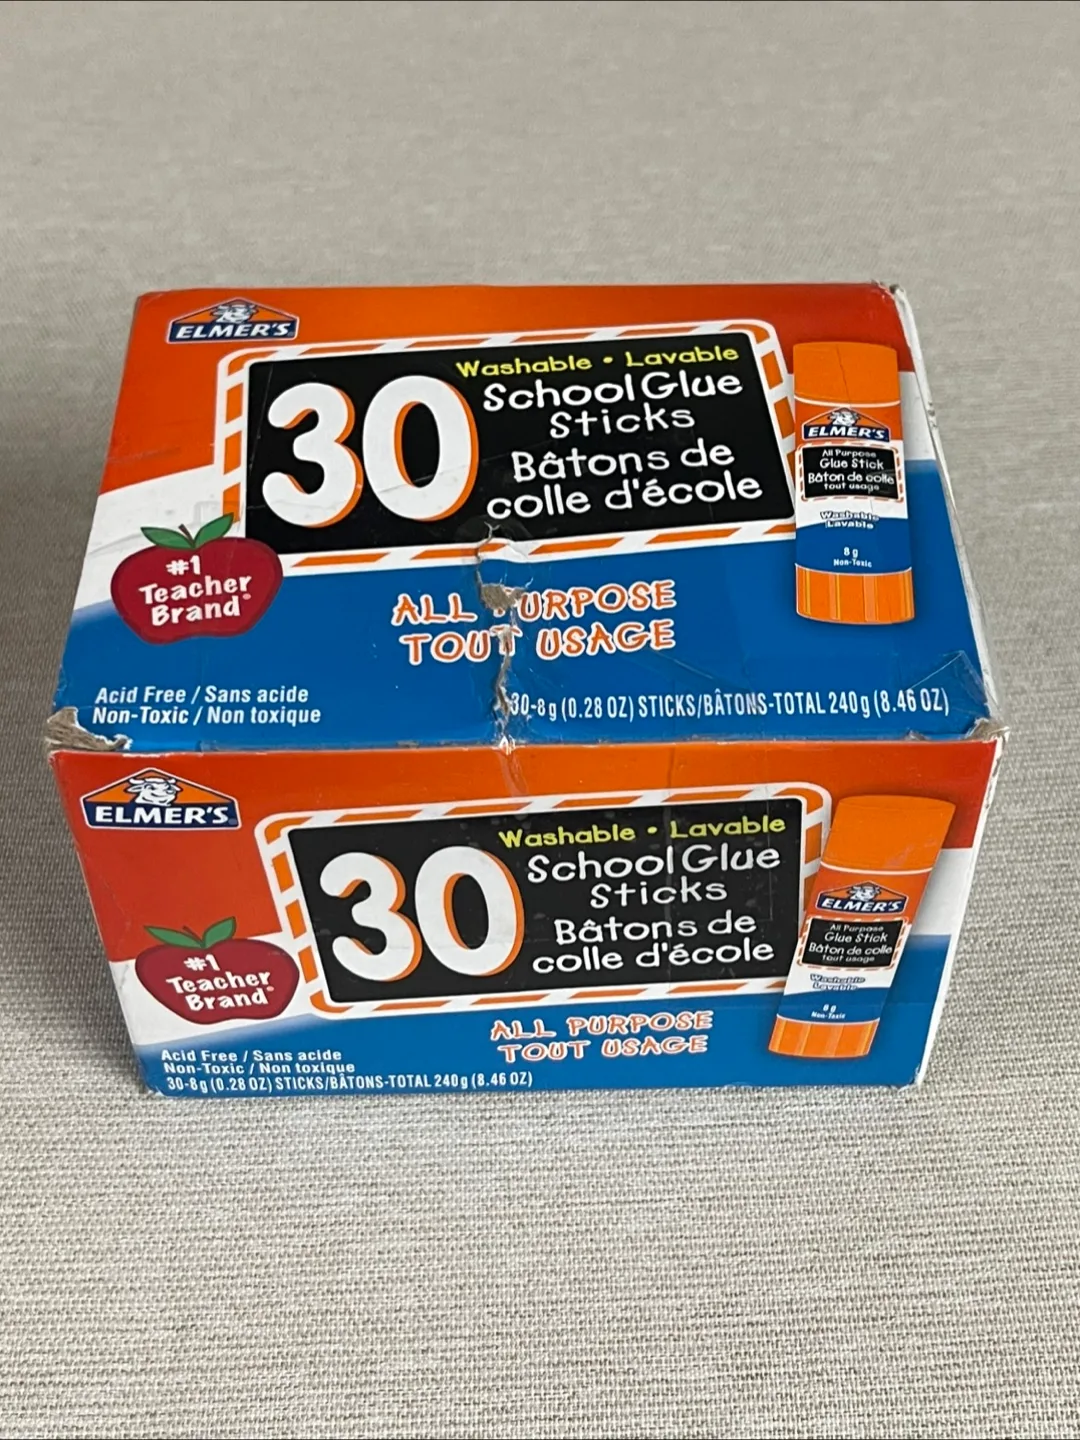 ELMER'S
Washable • Lavable
30
School Glue
Sticks
Bâtons de
colle d'école
ELMER'S
All Purpose
Glue Stick
Bâton de colle
tout usage
Washable
Lavable
8 g
Non-Toxic
#1
Teacher
Brand®
ALL URPOSE
TOUT USAGE
Acid Free / Sans acide
Non-Toxic / Non toxique
30-8g (0.28 OZ) STICKS/BÂTONS-TOTAL 240g (8.46 OZ)
ELMER'S
Washable • Lavable
30
School Glue
Sticks
Bâtons de
colle d'école
ELMER'S
All Purpose
Glue Stick
Bâton de colle
tout usage
Washable
Lavable
8 g
Non-Toxic
#1
Teacher
Brand®
ALL PURPOSE
TOUT USAGE
Acid Free / Sans acide
Non-Toxic / Non toxique
30-8g (0.28 OZ) STICKS/BÂTONS-TOTAL 240g (8.46 OZ)